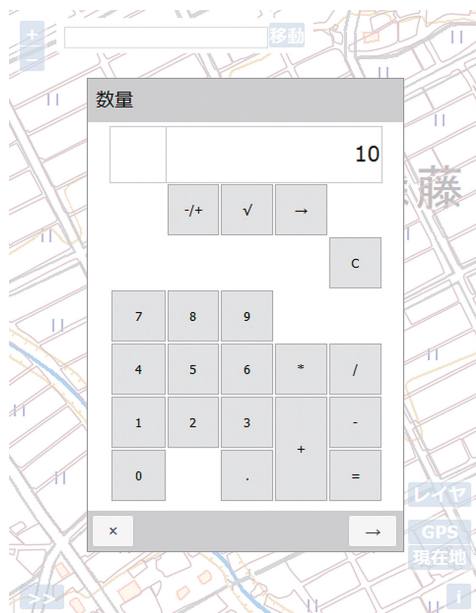 +
移動
-
数量
10
-/+ √ →
C
7 8 9
藤
4 5 6 * /
1 2 3 + -
0 . =
× →
レイヤ
GPS
現在地
>> i